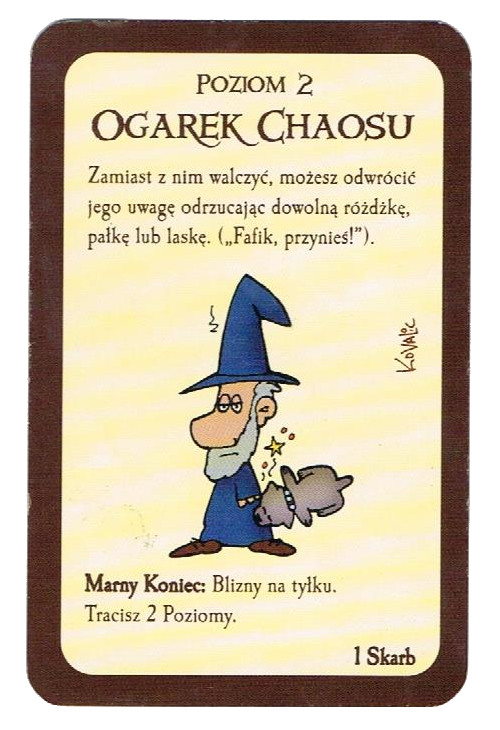 Poziom 2
Ogarek Chaosu
Zamiast z nim walczyć, możesz odwrócić
jego uwagę odrzucając dowolną różdżkę,
pałkę lub laskę. („Fafik, przynieś!”).
Kovalic
Marny Koniec: Blizny na tyłku.
Tracisz 2 Poziomy.
1 Skarb